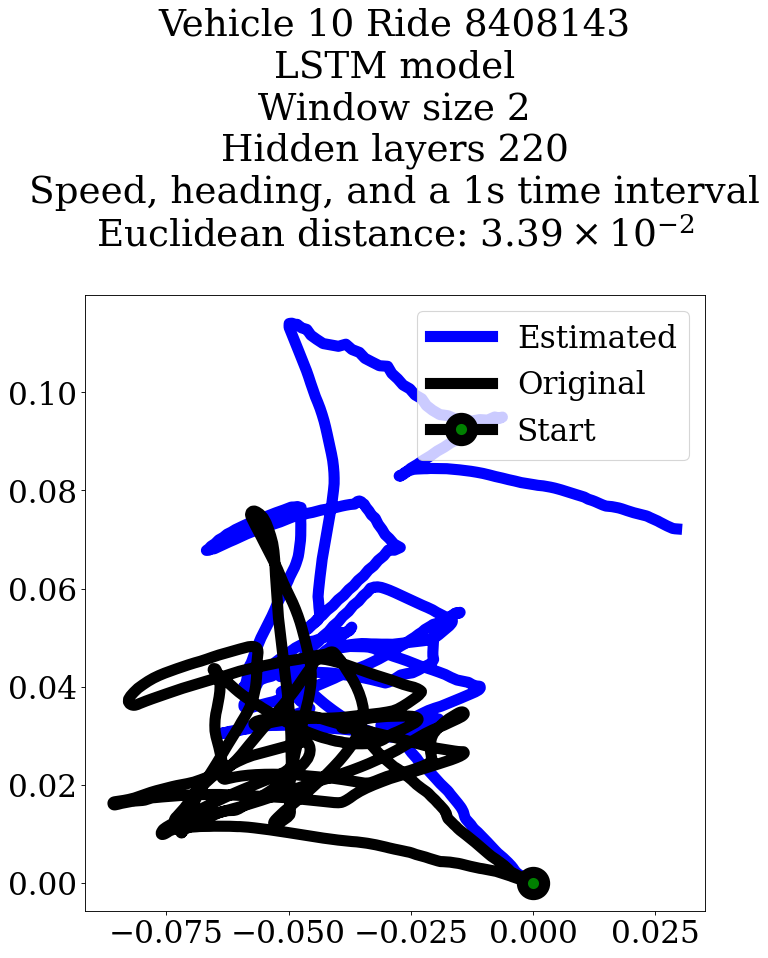 Vehicle 10 Ride 8408143
LSTM model
Window size 2
Hidden layers 220
Speed, heading, and a 1s time interval
Euclidean distance: 3.39 × 10⁻²
Estimated
Original
Start
0.10
0.08
0.06
0.04
0.02
0.00
−0.075 −0.050 −0.025 0.000 0.025